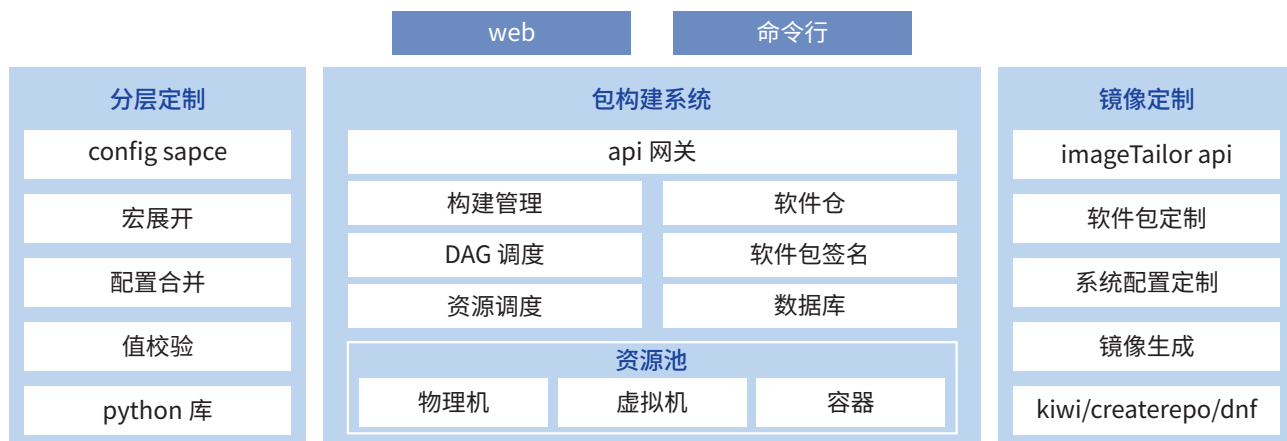 web
命令行
分层定制
config sapce
宏展开
配置合并
值校验
python 库
包构建系统
api 网关
构建管理
软件仓
DAG 调度
软件包签名
资源调度
数据库
资源池
物理机
虚拟机
容器
镜像定制
imageTailor api
软件包定制
系统配置定制
镜像生成
kiwi/createrepo/dnf